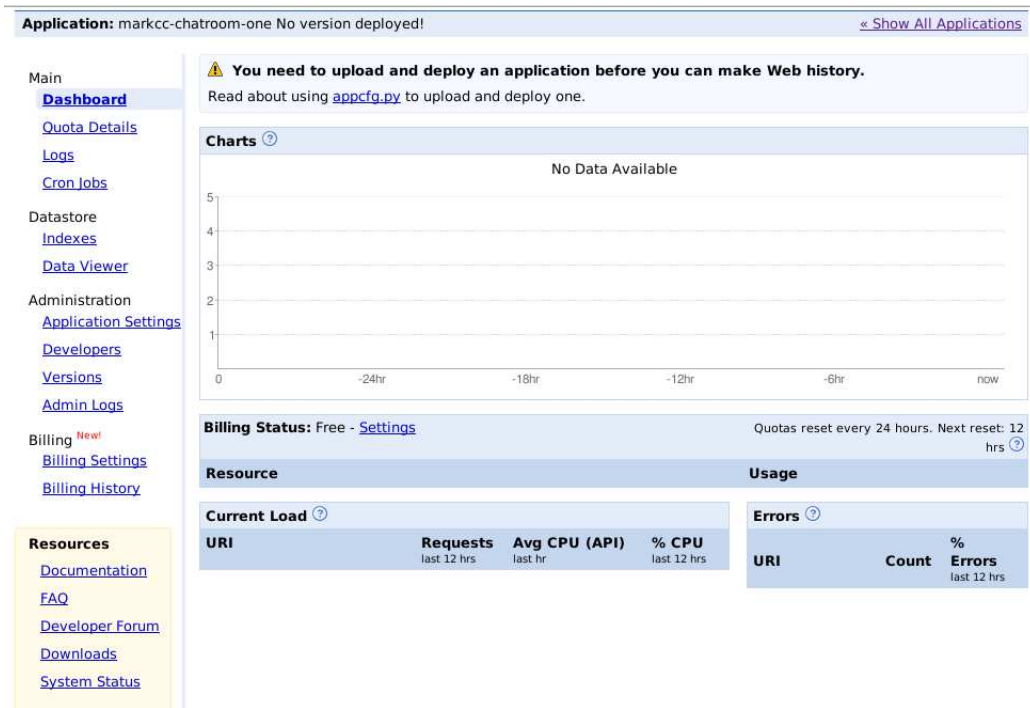 Application: markcc-chatroom-one No version deployed!
« Show All Applications
Main
Dashboard
Quota Details
Logs
Cron Jobs
Datastore
Indexes
Data Viewer
Administration
Application Settings
Developers
Versions
Admin Logs
Billing New!
Billing Settings
Billing History
Resources
Documentation
FAQ
Developer Forum
Downloads
System Status
You need to upload and deploy an application before you can make Web history.
Read about using appcfg.py to upload and deploy one.
Charts ?
No Data Available
5
4
3
2
1
0 -24hr -18hr -12hr -6hr now
Billing Status: Free - Settings
Quotas reset every 24 hours. Next reset: 12
hrs ?
Resource Usage
Current Load ?
URI Requests Avg CPU (API) % CPU
last 12 hrs last hr last 12 hrs
Errors ?
URI Count % Errors
last 12 hrs